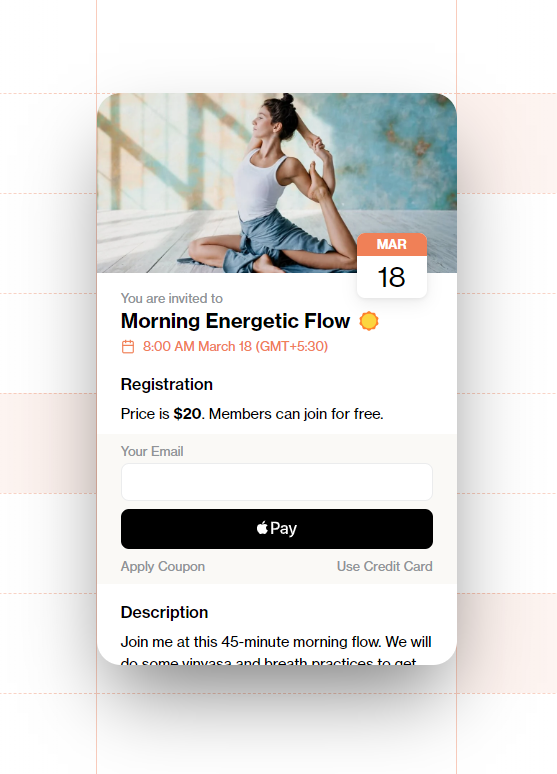 MAR
18
You are invited to
Morning Energetic Flow
8:00 AM March 18 (GMT+5:30)
Registration
Price is $20. Members can join for free.
Your Email
Pay
Apply Coupon
Use Credit Card
Description
Join me at this 45-minute morning flow. We will
do some vinyasa and breath practices to get